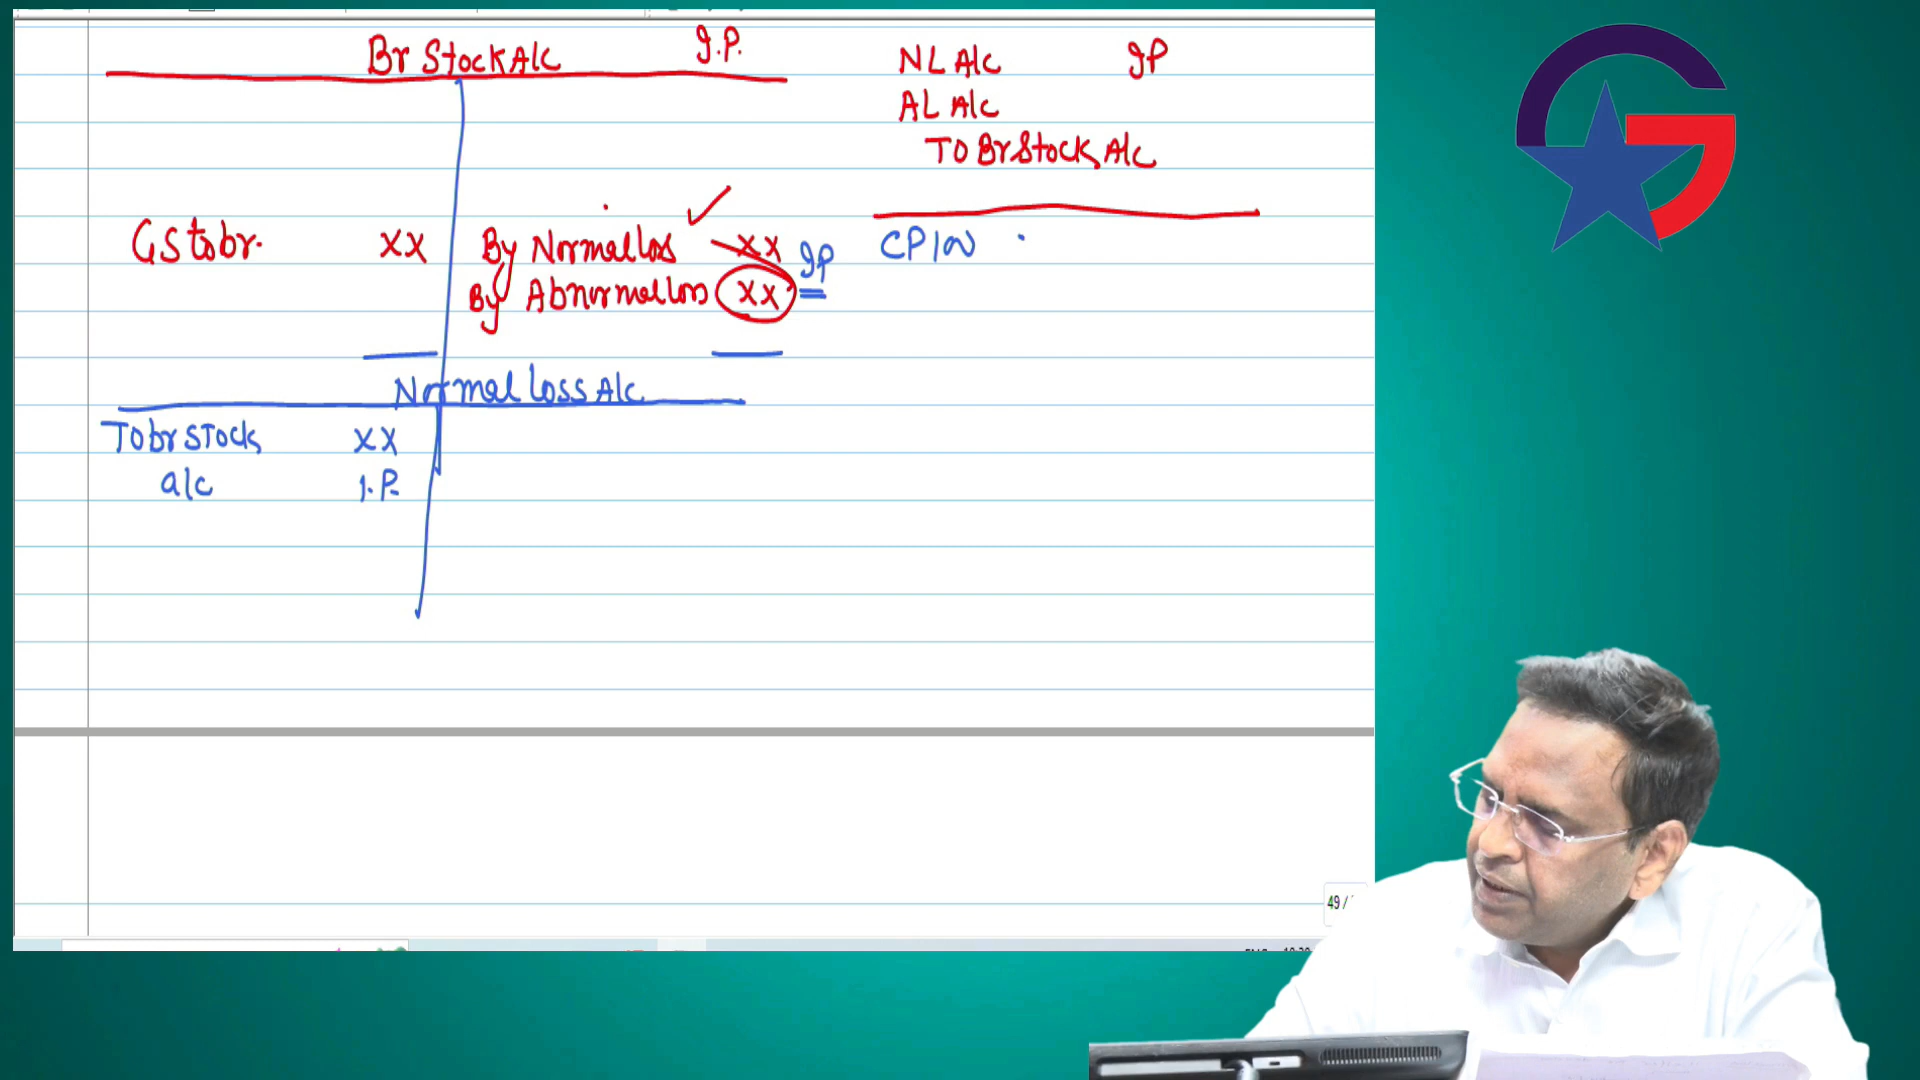 Br Stock A/c I.P.
GS to br. XX By Normal loss XX
By Abnormal loss XX IP
Normal loss A/c
To br stock XX
a/c I.P.
NL A/c IP
AL A/c
To Br Stock A/c
CP 100
49 /